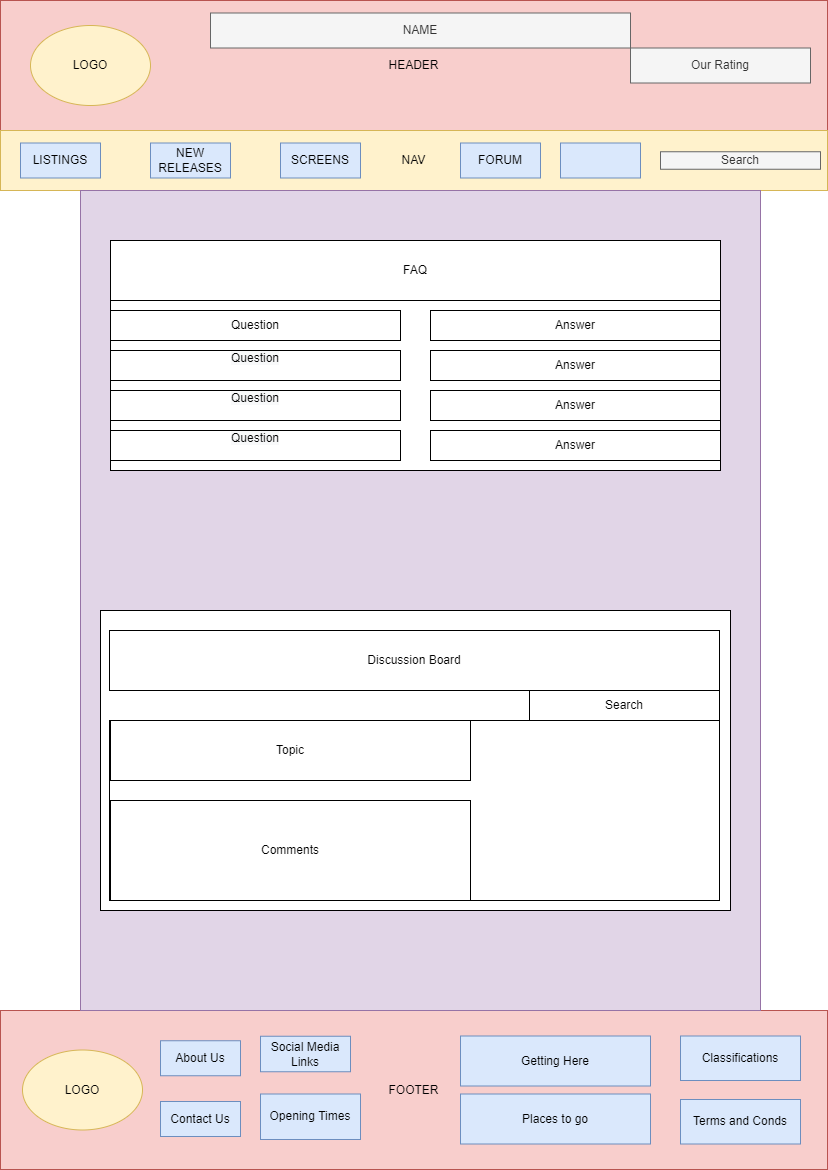 NAME
LOGO
HEADER
Our Rating
LISTINGS
NEW
RELEASES
SCREENS
NAV
FORUM
Search
FAQ
Question
Answer
Question
Answer
Question
Answer
Question
Answer
Discussion Board
Search
Topic
Comments
LOGO
About Us
Social Media
Links
FOOTER
Getting Here
Classifications
Contact Us
Opening Times
Places to go
Terms and Conds